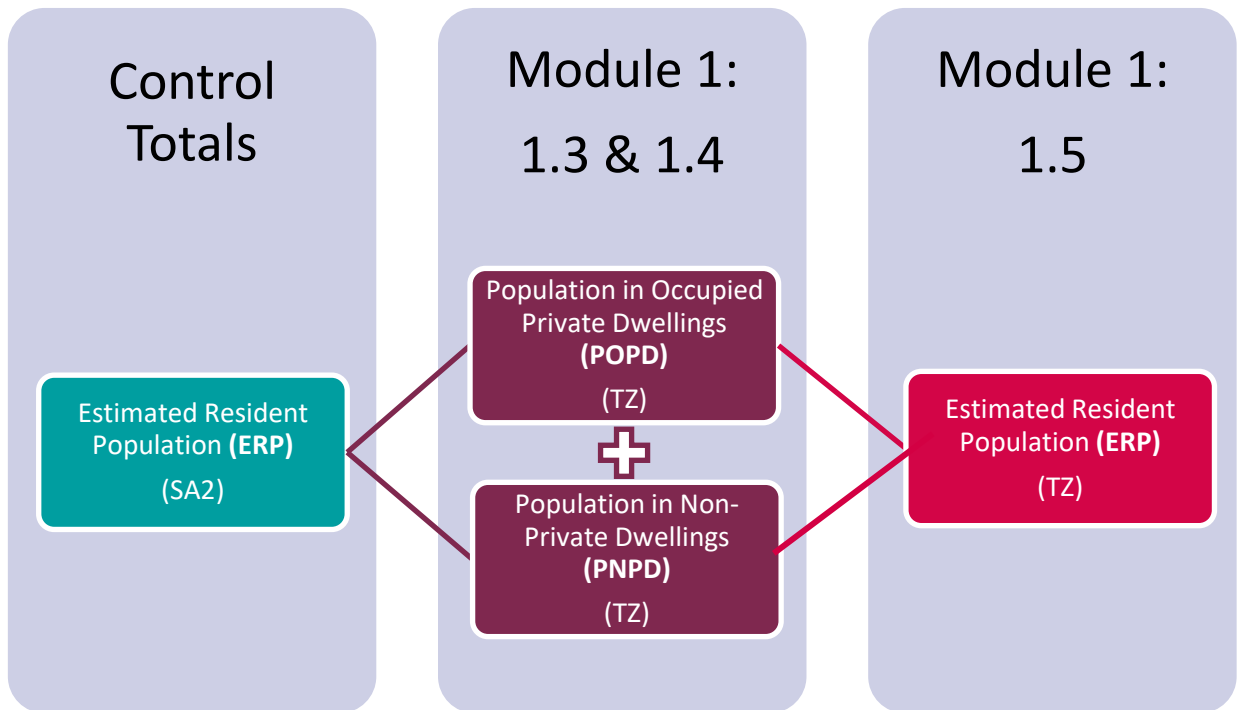 Control
Totals
Module 1:
1.3 & 1.4
Module 1:
1.5
Estimated Resident
Population (ERP)
(SA2)
Population in Occupied
Private Dwellings
(POPD)
(TZ)
Population in Non-
Private Dwellings
(PNPD)
(TZ)
Estimated Resident
Population (ERP)
(TZ)